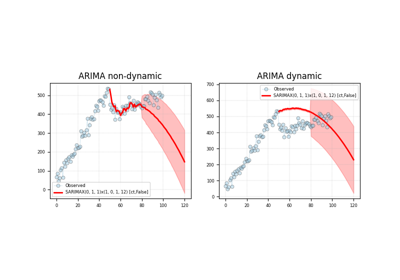 ARIMA non-dynamic
500
400
300
200
100
0
Observed
SARIMAX(0, 1, 1)x(1, 0, 1, 12) [ct,False]
0 20 40 60 80 100 120
ARIMA dynamic
700
600
500
400
300
200
100
0
Observed
SARIMAX(0, 1, 1)x(1, 0, 1, 12) [ct,False]
0 20 40 60 80 100 120